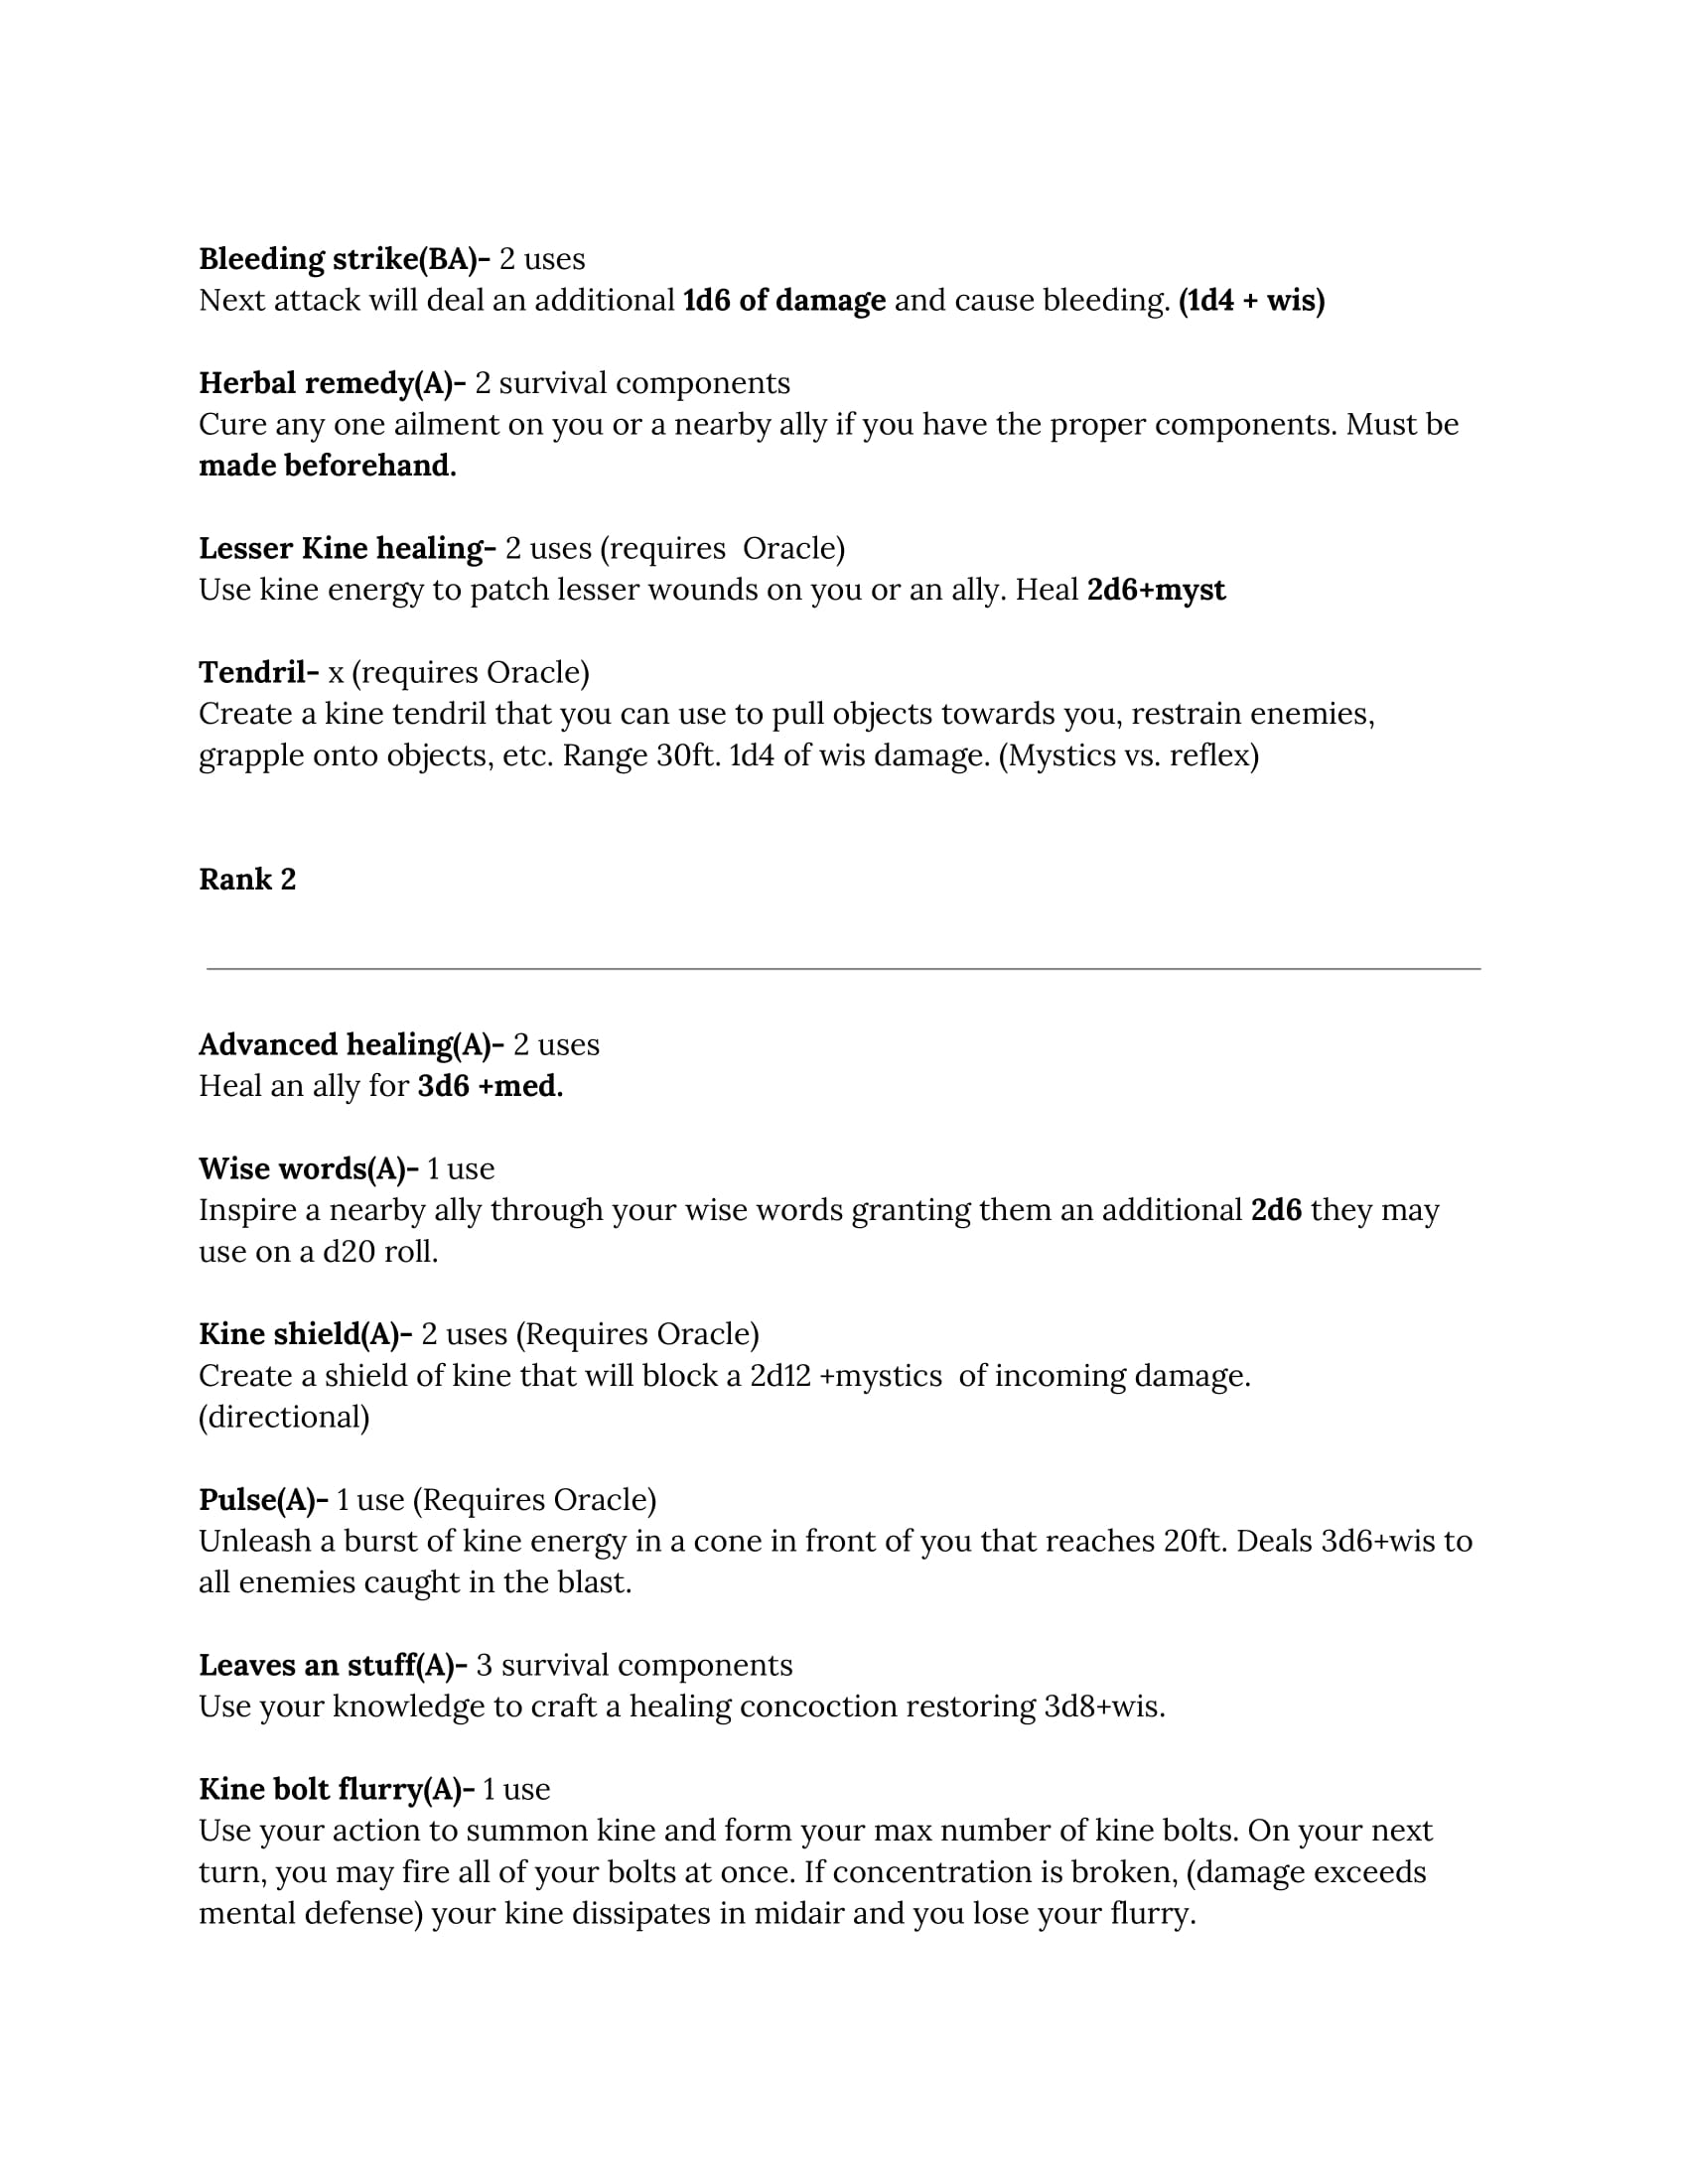 Bleeding strike(BA)- 2 uses
Next attack will deal an additional 1d6 of damage and cause bleeding. (1d4 + wis)
Herbal remedy(A)- 2 survival components
Cure any one ailment on you or a nearby ally if you have the proper components. Must be
made beforehand.
Lesser Kine healing- 2 uses (requires  Oracle)
Use kine energy to patch lesser wounds on you or an ally. Heal 2d6+myst
Tendril- x (requires Oracle)
Create a kine tendril that you can use to pull objects towards you, restrain enemies,
grapple onto objects, etc. Range 30ft. 1d4 of wis damage. (Mystics vs. reflex)
Rank 2
Advanced healing(A)- 2 uses
Heal an ally for 3d6 +med.
Wise words(A)- 1 use
Inspire a nearby ally through your wise words granting them an additional 2d6 they may
use on a d20 roll.
Kine shield(A)- 2 uses (Requires Oracle)
Create a shield of kine that will block a 2d12 +mystics  of incoming damage.
(directional)
Pulse(A)- 1 use (Requires Oracle)
Unleash a burst of kine energy in a cone in front of you that reaches 20ft. Deals 3d6+wis to
all enemies caught in the blast.
Leaves an stuff(A)- 3 survival components
Use your knowledge to craft a healing concoction restoring 3d8+wis.
Kine bolt flurry(A)- 1 use
Use your action to summon kine and form your max number of kine bolts. On your next
turn, you may fire all of your bolts at once. If concentration is broken, (damage exceeds
mental defense) your kine dissipates in midair and you lose your flurry.